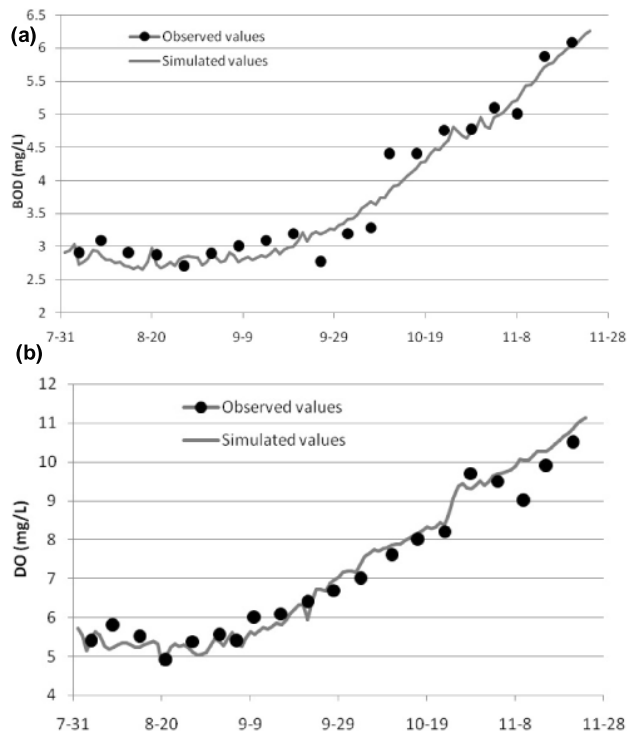 (a)
6.5
6
5.5
5
4.5
4
3.5
3
2.5
2
BOD (mg/L)
Observed values
Simulated values
7-31 8-20 9-9 9-29 10-19 11-8 11-28
(b)
12
11
10
9
8
7
6
5
4
DO (mg/L)
Observed values
Simulated values
7-31 8-20 9-9 9-29 10-19 11-8 11-28